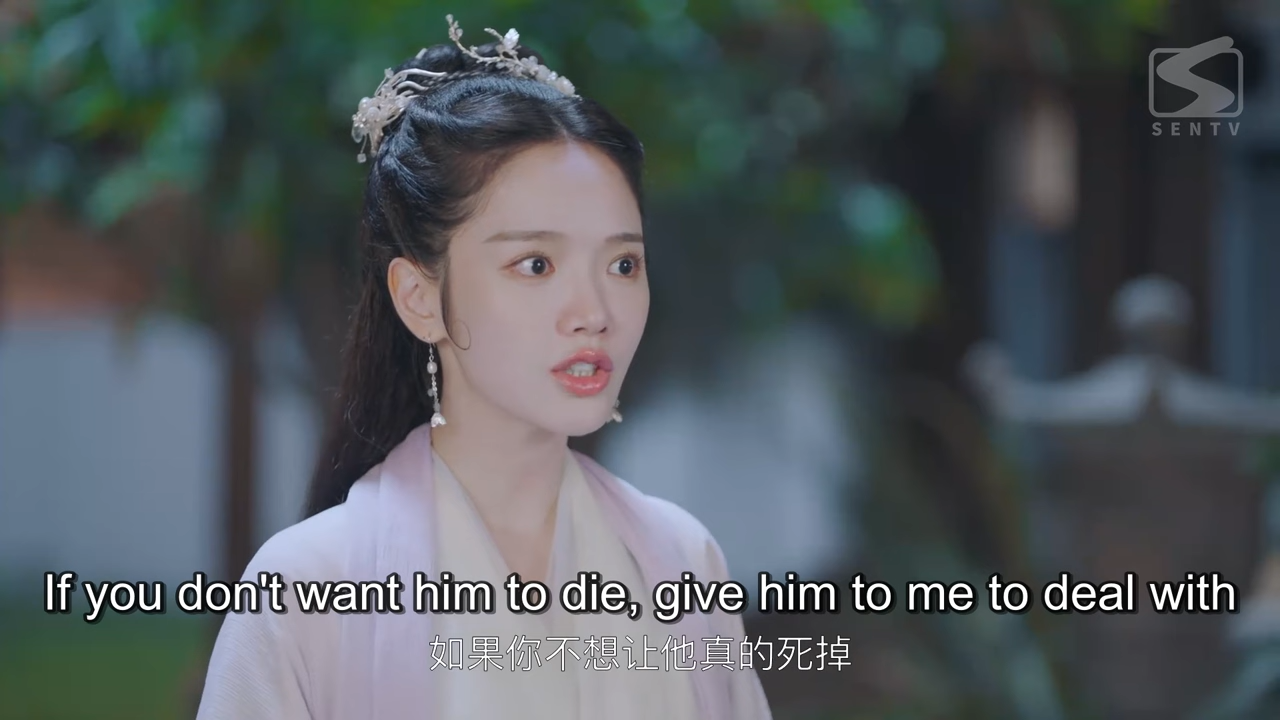 SENTV
If you don't want him to die, give him to me to deal with
如果你不想让他真的死掉